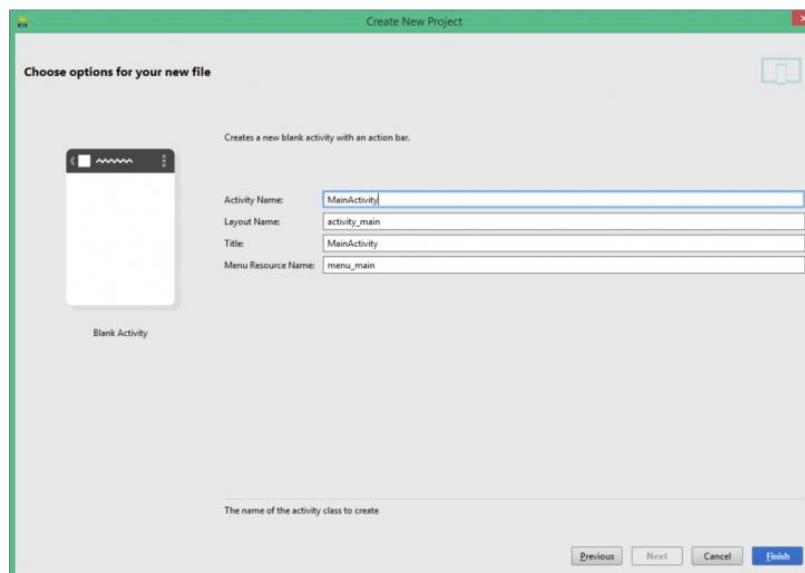 Create New Project
Choose options for your new file
Creates a new blank activity with an action bar.
Activity Name: MainActivity
Layout Name: activity_main
Title: MainActivity
Menu Resource Name: menu_main
Blank Activity
The name of the activity class to create
Previous Next Cancel Finish